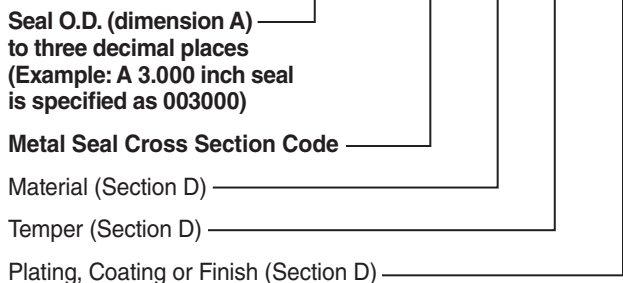 Seal O.D. (dimension A)
to three decimal places
(Example: A 3.000 inch seal
is specified as 003000)
Metal Seal Cross Section Code
Material (Section D)
Temper (Section D)
Plating, Coating or Finish (Section D)